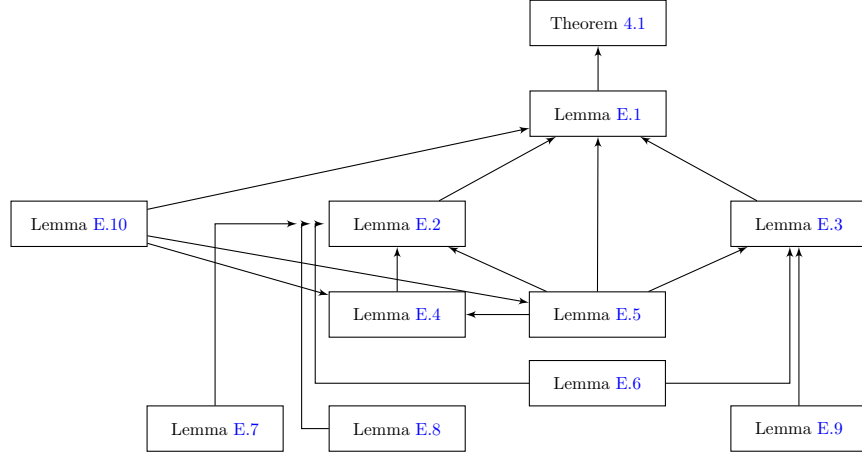 Theorem 4.1
Lemma E.1
Lemma E.10
Lemma E.2
Lemma E.3
Lemma E.4
Lemma E.5
Lemma E.6
Lemma E.7
Lemma E.8
Lemma E.9